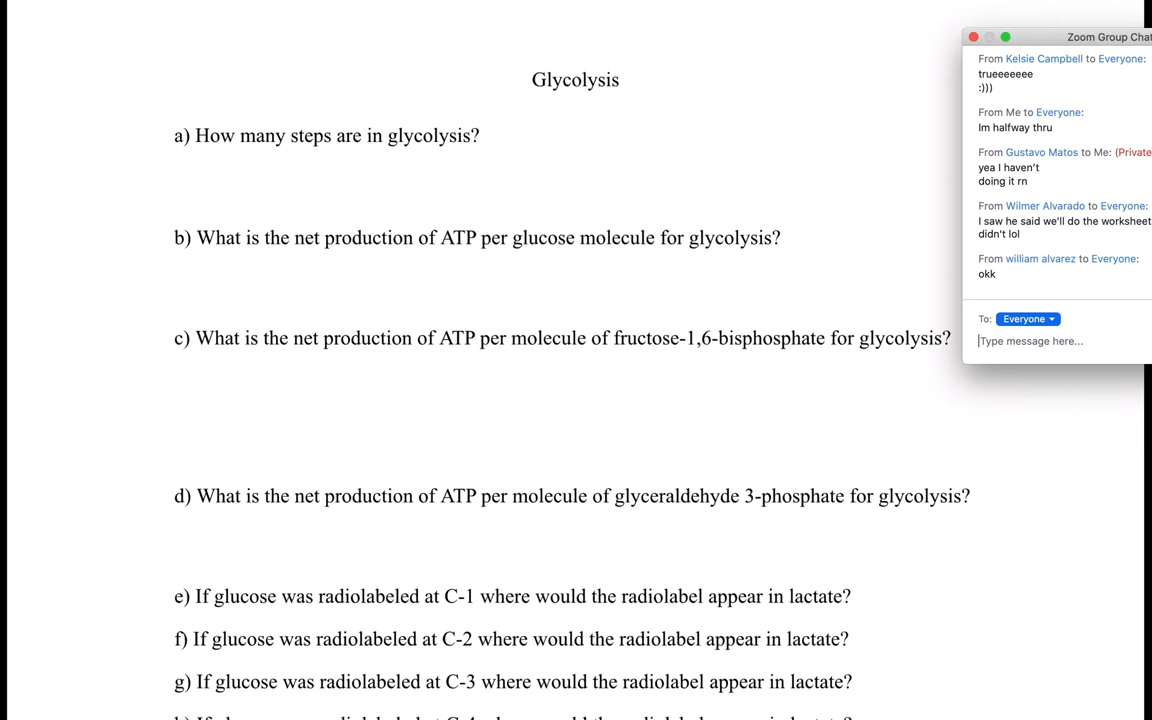 Glycolysis
a) How many steps are in glycolysis?
b) What is the net production of ATP per glucose molecule for glycolysis?
c) What is the net production of ATP per molecule of fructose-1,6-bisphosphate for glycolysis?
d) What is the net production of ATP per molecule of glyceraldehyde 3-phosphate for glycolysis?
e) If glucose was radiolabeled at C-1 where would the radiolabel appear in lactate?
f) If glucose was radiolabeled at C-2 where would the radiolabel appear in lactate?
g) If glucose was radiolabeled at C-3 where would the radiolabel appear in lactate?
Zoom Group Chat
From Kelsie Campbell to Everyone:
trueeeeeee
:)))
From Me to Everyone:
Im halfway thru
From Gustavo Matos to Me: (Private
yea I haven't
doing it rn
From Wilmer Alvarado to Everyone:
I saw he said we'll do the worksheet
didn't lol
From william alvarez to Everyone:
okk
To: Everyone
Type message here...